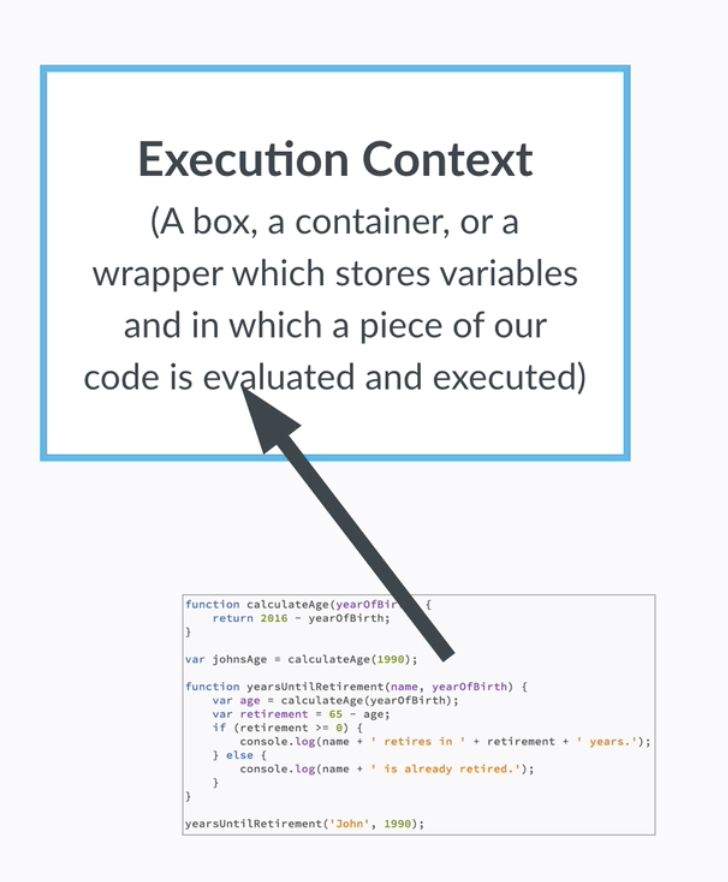 Execution Context
(A box, a container, or a
wrapper which stores variables
and in which a piece of our
code is evaluated and executed)
function calculateAge(yearOfBir {
    return 2016 - yearOfBirth;
}
var johnsAge = calculateAge(1990);
function yearsUntilRetirement(name, yearOfBirth) {
    var age = calculateAge(yearOfBirth);
    var retirement = 65 - age;
    if (retirement >= 0) {
        console.log(name + ' retires in ' + retirement + ' years.');
    } else {
        console.log(name + ' is already retired.');
    }
}
yearsUntilRetirement('John', 1990);